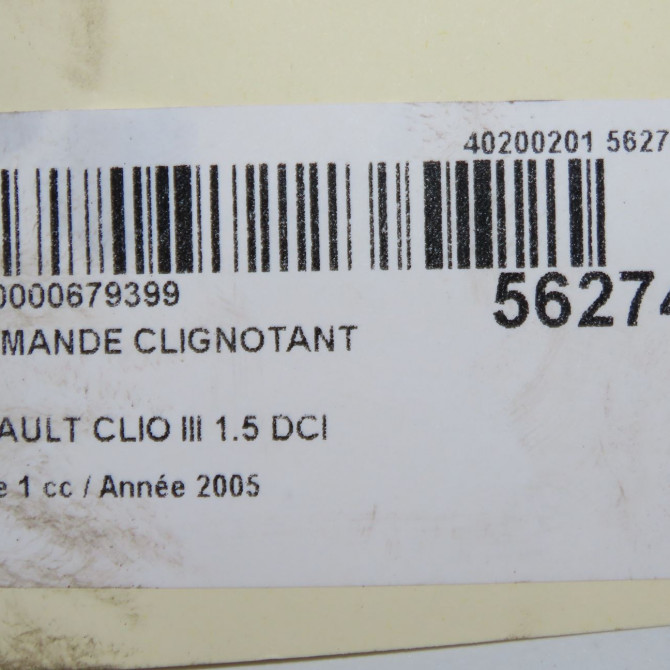 40200201 5627
0000679399
56274
MANDE CLIGNOTANT
AULT CLIO III 1.5 DCI
e 1 cc / Année 2005